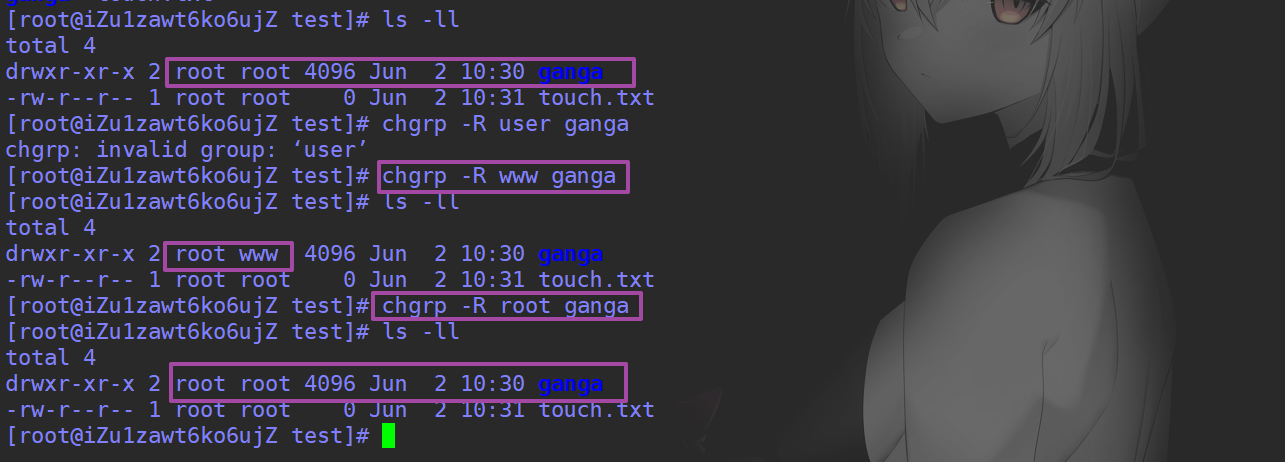 [root@iZu1zawt6ko6ujZ test]# ls -ll
total 4
drwxr-xr-x 2 root root 4096 Jun  2 10:30 ganga
-rw-r--r-- 1 root root    0 Jun  2 10:31 touch.txt
[root@iZu1zawt6ko6ujZ test]# chgrp -R user ganga
chgrp: invalid group: ‘user’
[root@iZu1zawt6ko6ujZ test]# chgrp -R www ganga
[root@iZu1zawt6ko6ujZ test]# ls -ll
total 4
drwxr-xr-x 2 root www  4096 Jun  2 10:30 ganga
-rw-r--r-- 1 root root    0 Jun  2 10:31 touch.txt
[root@iZu1zawt6ko6ujZ test]# chgrp -R root ganga
[root@iZu1zawt6ko6ujZ test]# ls -ll
total 4
drwxr-xr-x 2 root root 4096 Jun  2 10:30 ganga
-rw-r--r-- 1 root root    0 Jun  2 10:31 touch.txt
[root@iZu1zawt6ko6ujZ test]#